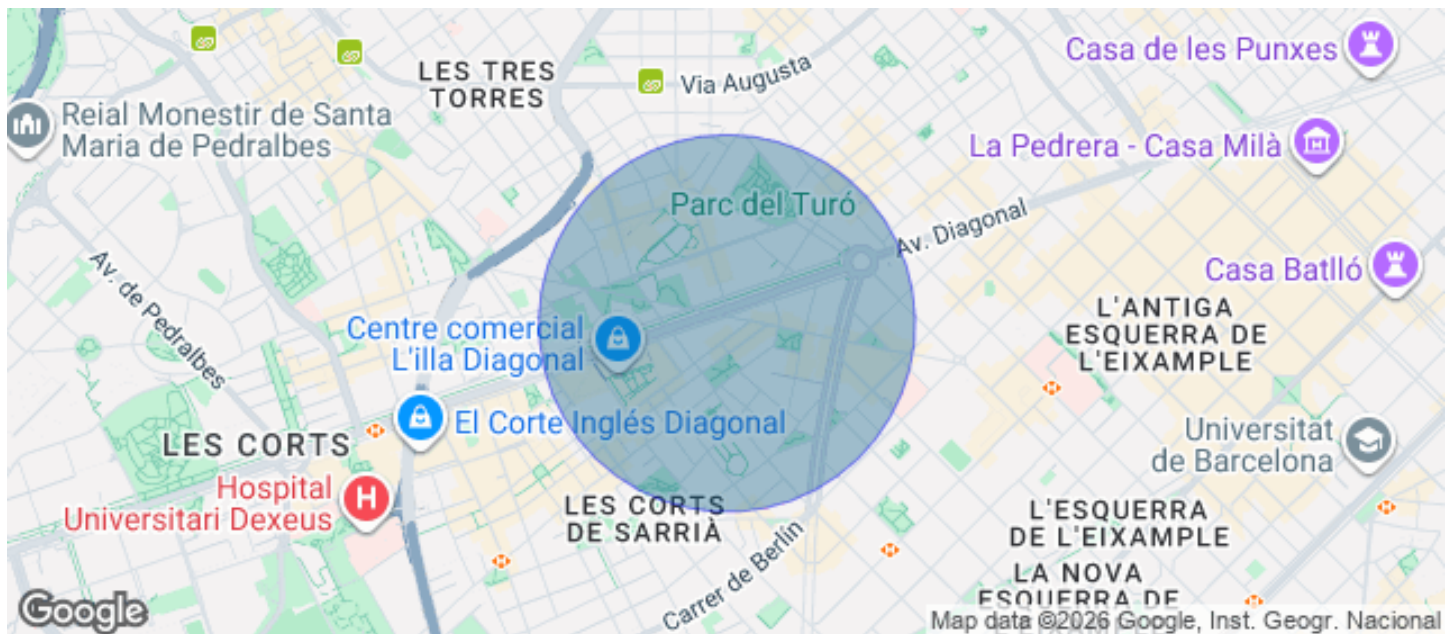 Casa de les Punxes
LES TRES
TORRES
Via Augusta
Reial Monestir de Santa
Maria de Pedralbes
La Pedrera - Casa Milà
Parc del Turó
Av. Diagonal
Av. de Pedralbes
Casa Batlló
L'ANTIGA
ESQUERRA DE
L'EIXAMPLE
Centre comercial
L'illa Diagonal
El Corte Inglés Diagonal
LES CORTS
Universitat
de Barcelona
Hospital
Universitari Dexeus
H
LES CORTS
DE SARRIÀ
L'ESQUERRA
DE L'EIXAMPLE
Carrer de Berlín
LA NOVA
ESQUERRA DE
Google
Map data ©2026 Google, Inst. Geogr. Nacional